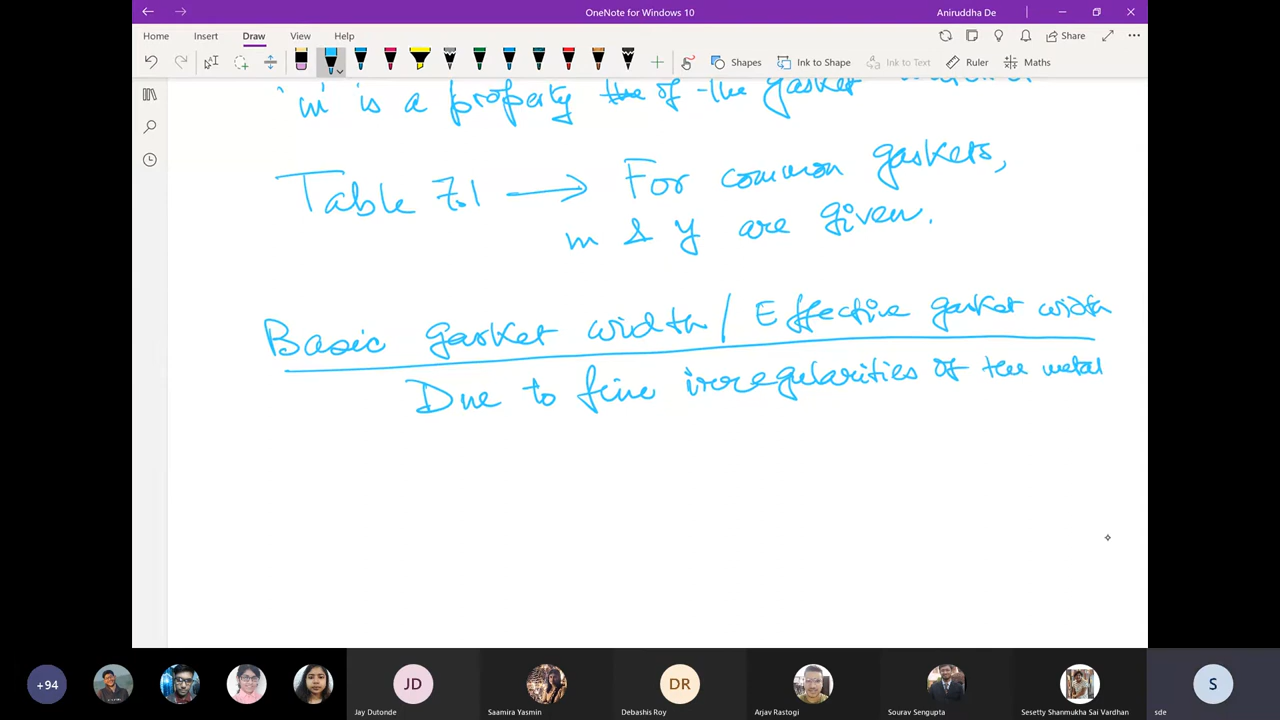 OneNote for Windows 10
Aniruddha De
Home Insert Draw View Help
Share
Shapes Ink to Shape Ink to Text Ruler Maths
'm' is a property the of the gasket
Table 7.1 → For common gaskets,
m & y are given.
Basic gasket width / Effective gasket width
Due to fine irregularities of the metal
+94
JD
DR
S
Jay Dutonde
Saamira Yasmin
Debashis Roy
Arjav Rastogi
Sourav Sengupta
Sesetty Shanmukha Sai Vardhan
sde